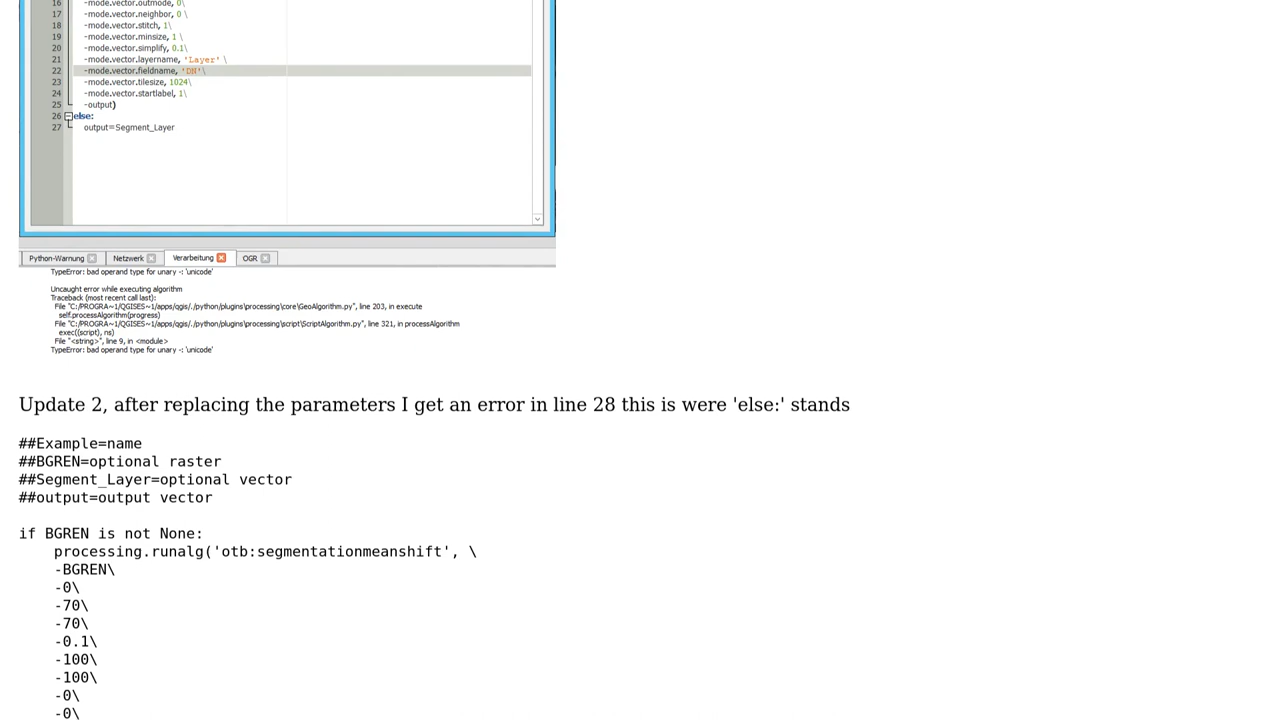 16 -mode.vector.outmode, 0\
17 -mode.vector.neighbor, 0 \
18 -mode.vector.stitch, 1\
19 -mode.vector.minsize, 1 \
20 -mode.vector.simplify, 0.1\
21 -mode.vector.layername, 'Layer' \
22 -mode.vector.fieldname, 'DN'\
23 -mode.vector.tilesize, 1024\
24 -mode.vector.startlabel, 1\
25 -output)
26 else:
27 output=Segment_Layer
Python-Warnung Netzwerk Verarbeitung OGR
TypeError: bad operand type for unary -: 'unicode'
Uncaught error while executing algorithm
Traceback (most recent call last):
File "C:/PROGRA~1/QGISES~1/apps/qgis/./python/plugins\processing\core\GeoAlgorithm.py", line 203, in execute
self.processAlgorithm(progress)
File "C:/PROGRA~1/QGISES~1/apps/qgis/./python/plugins\processing\script\ScriptAlgorithm.py", line 321, in processAlgorithm
exec((script), ns)
File "<string>", line 9, in <module>
TypeError: bad operand type for unary -: 'unicode'
Update 2, after replacing the parameters I get an error in line 28 this is were 'else:' stands
##Example=name
##BGREN=optional raster
##Segment_Layer=optional vector
##output=output vector
if BGREN is not None:
processing.runalg('otb:segmentationmeanshift', \
-BGREN\
-0\
-70\
-70\
-0.1\
-100\
-100\
-0\
-0\